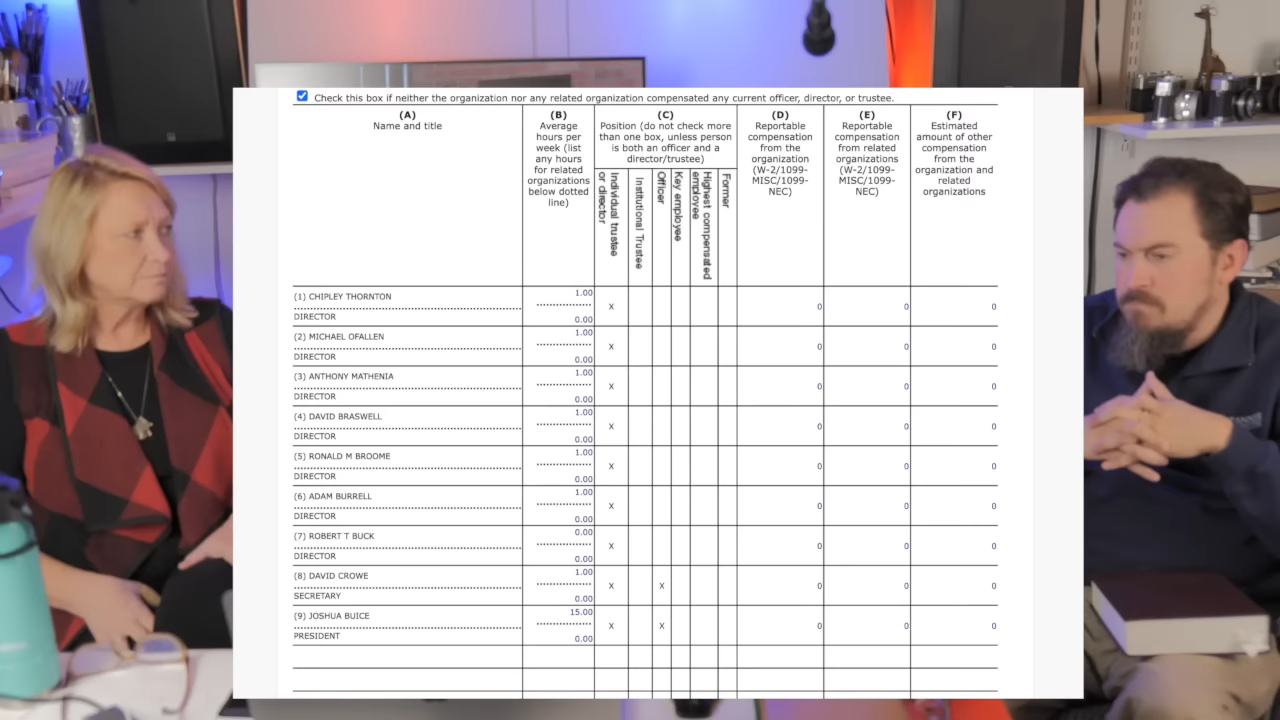 Check this box if neither the organization nor any related organization compensated any current officer, director, or trustee.
(A)
Name and title
(B)
Average
hours per
week (list
any hours
for related
organizations
below dotted
line)
(C)
Position (do not check more
than one box, unless person
is both an officer and a
director/trustee)
Individual trustee
or director
Institutional Trustee
Officer
Key employee
Highest compensated
employee
Former
(D)
Reportable
compensation
from the
organization
(W-2/1099-
MISC/1099-
NEC)
(E)
Reportable
compensation
from related
organizations
(W-2/1099-
MISC/1099-
NEC)
(F)
Estimated
amount of other
compensation
from the
organization and
related
organizations
(1) CHIPLEY THORNTON 1.00
X 0 0 0
DIRECTOR 0.00
(2) MICHAEL OFALLEN 1.00
X 0 0 0
DIRECTOR 0.00
(3) ANTHONY MATHENIA 1.00
X 0 0 0
DIRECTOR 0.00
(4) DAVID BRASWELL 1.00
X 0 0 0
DIRECTOR 0.00
(5) RONALD M BROOME 1.00
X 0 0 0
DIRECTOR 0.00
(6) ADAM BURRELL 1.00
X 0 0 0
DIRECTOR 0.00
(7) ROBERT T BUCK 0.00
X 0 0 0
DIRECTOR 0.00
(8) DAVID CROWE 1.00
X X 0 0 0
SECRETARY 0.00
(9) JOSHUA BUICE 15.00
X X 0 0 0
PRESIDENT 0.00